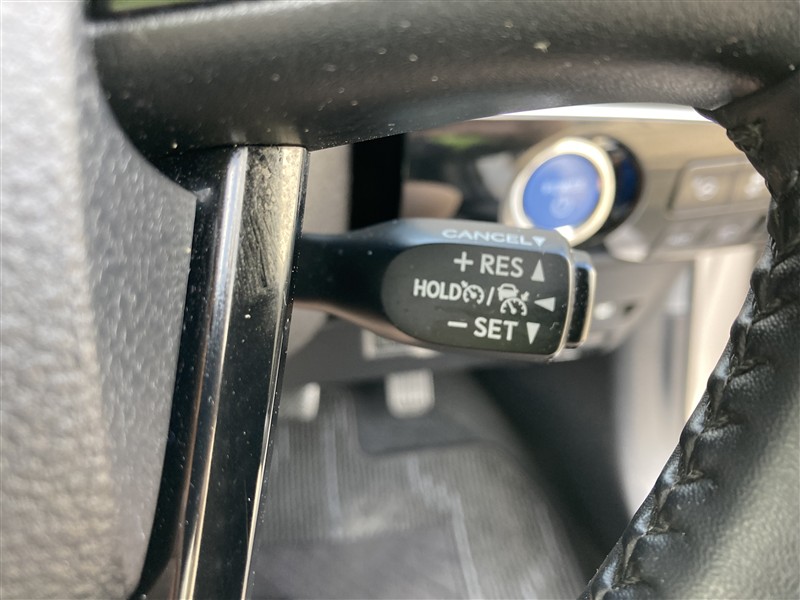 CANCEL▼
+ RES ▲
HOLD / ◄
− SET ▼